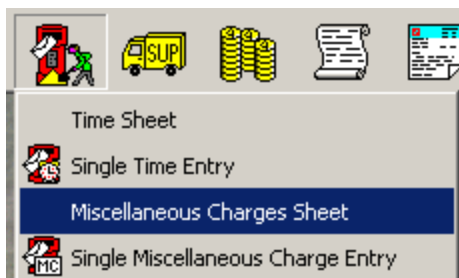 SUP
Time Sheet
Single Time Entry
Miscellaneous Charges Sheet
MC
Single Miscellaneous Charge Entry